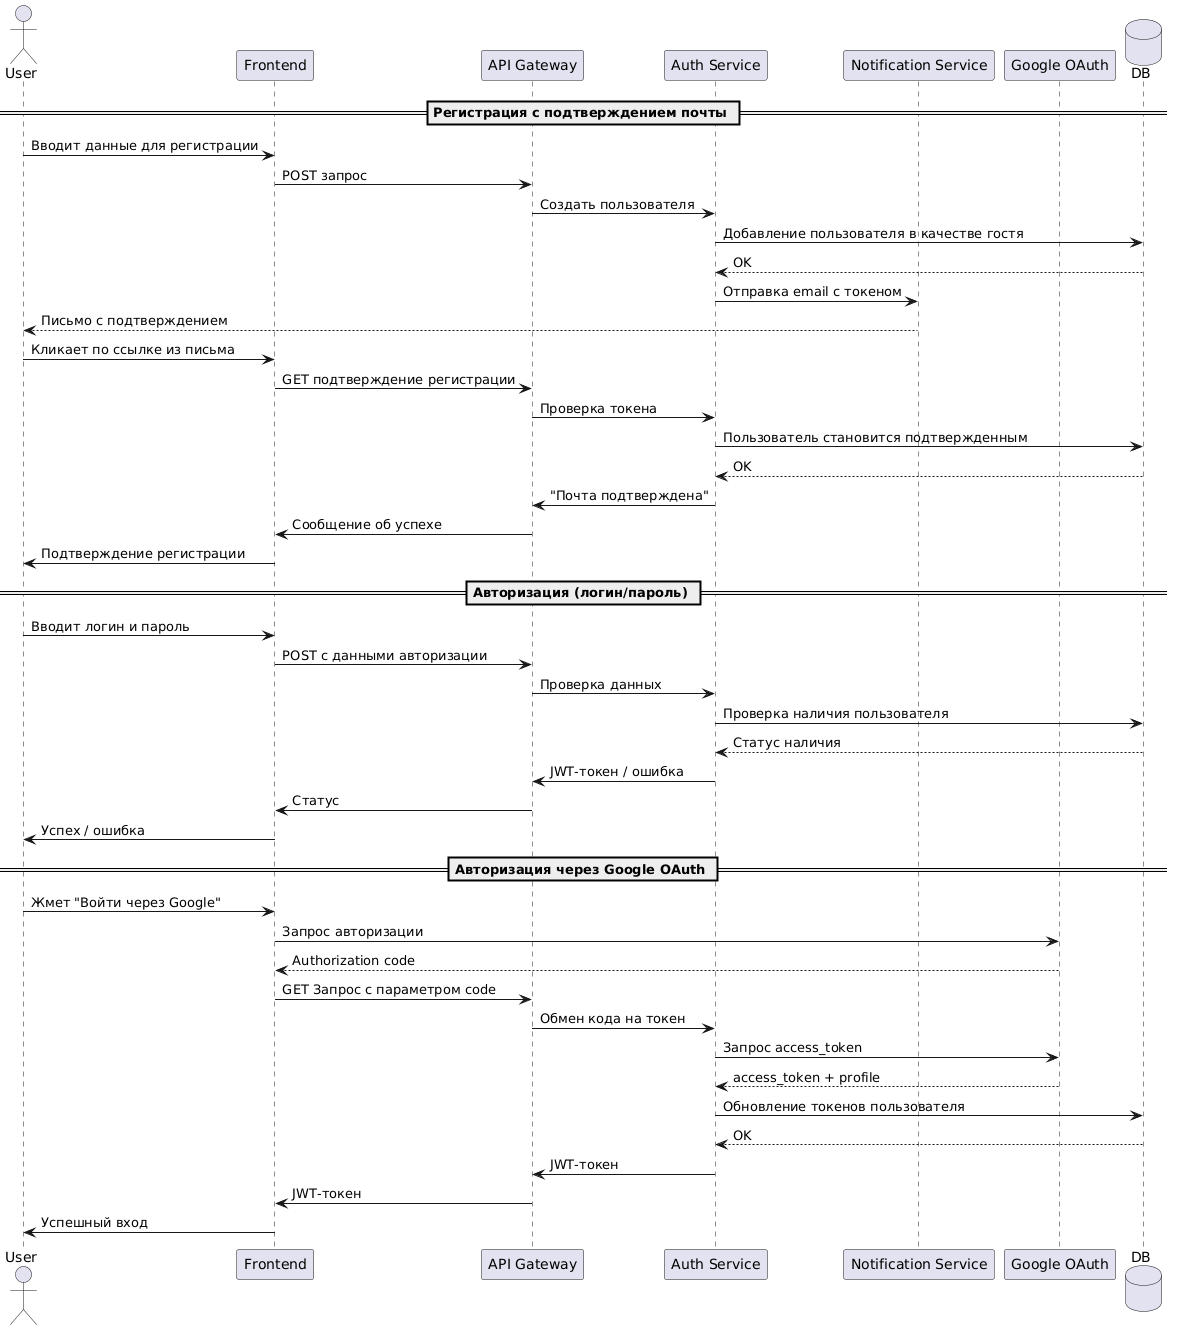 User
Frontend
API Gateway
Auth Service
Notification Service
Google OAuth
DB
Регистрация с подтверждением почты
Вводит данные для регистрации
POST запрос
Создать пользователя
Добавление пользователя в качестве гостя
OK
Отправка email с токеном
Письмо с подтверждением
Кликает по ссылке из письма
GET подтверждение регистрации
Проверка токена
Пользователь становится подтвержденным
OK
"Почта подтверждена"
Сообщение об успехе
Подтверждение регистрации
Авторизация (логин/пароль)
Вводит логин и пароль
POST с данными авторизации
Проверка данных
Проверка наличия пользователя
Статус наличия
JWT-токен / ошибка
Статус
Успех / ошибка
Авторизация через Google OAuth
Жмет "Войти через Google"
Запрос авторизации
Authorization code
GET Запрос с параметром code
Обмен кода на токен
Запрос access_token
access_token + profile
Обновление токенов пользователя
OK
JWT-токен
JWT-токен
Успешный вход
User
Frontend
API Gateway
Auth Service
Notification Service
Google OAuth
DB